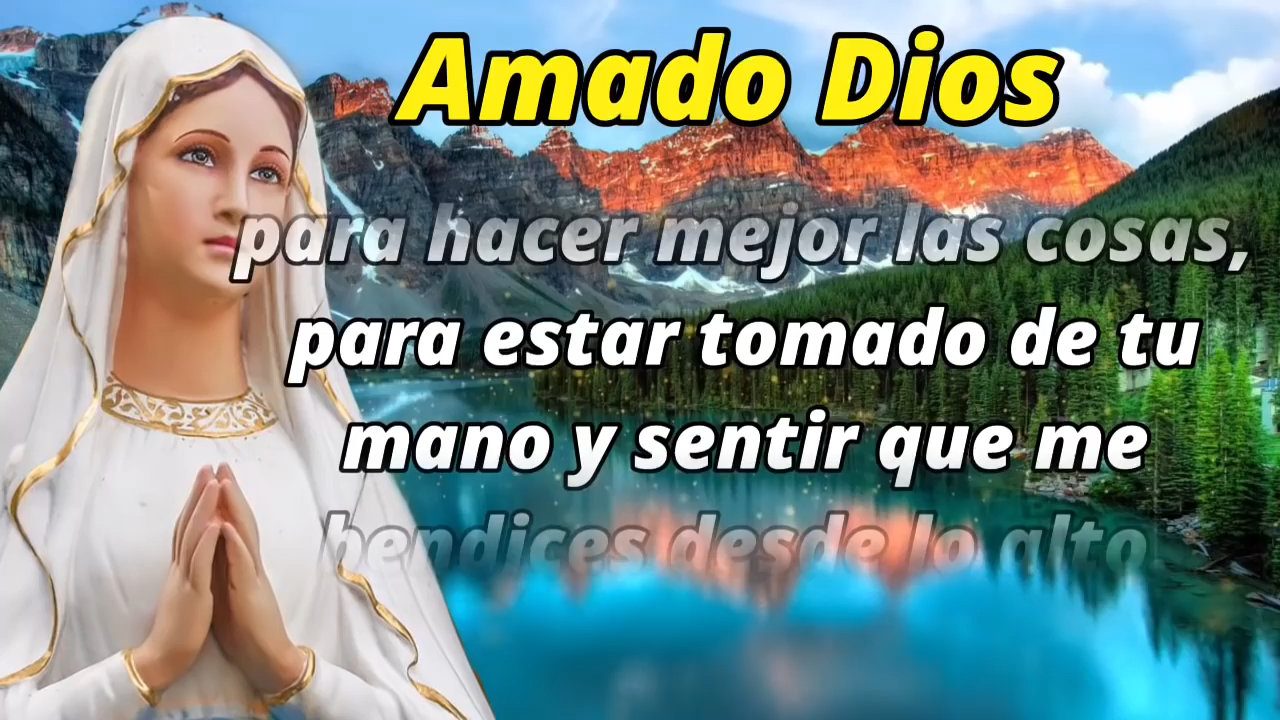 Amado Dios
para hacer mejor las cosas,
para estar tomado de tu
mano y sentir que me
bendices desde lo alto